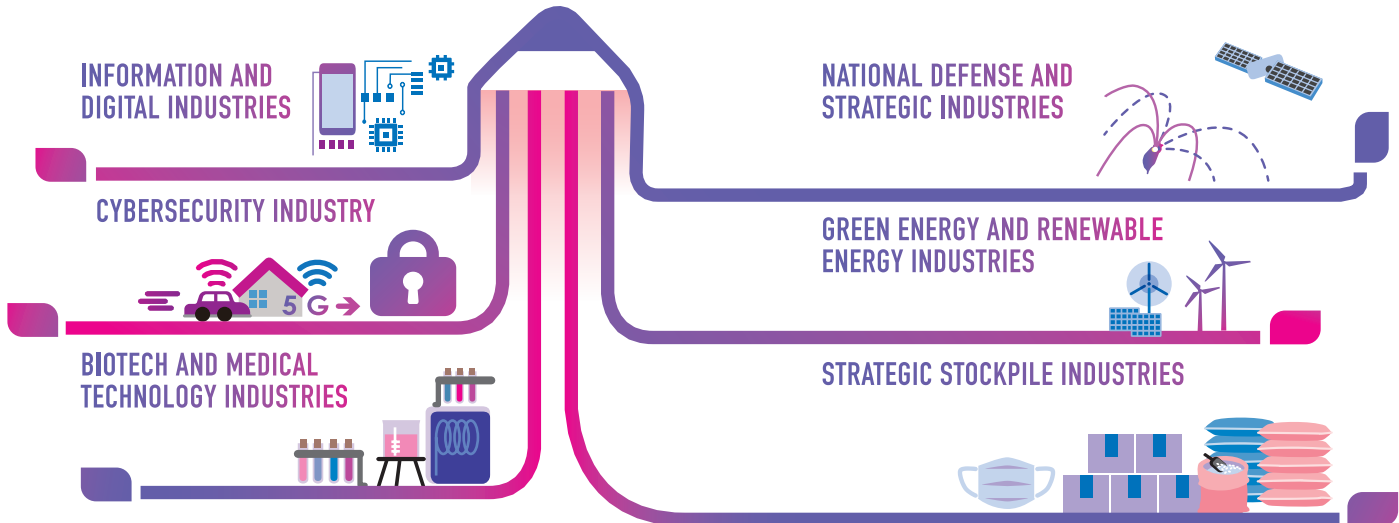 INFORMATION AND
DIGITAL INDUSTRIES
CYBERSECURITY INDUSTRY
5 G
BIOTECH AND MEDICAL
TECHNOLOGY INDUSTRIES
NATIONAL DEFENSE AND
STRATEGIC INDUSTRIES
GREEN ENERGY AND RENEWABLE
ENERGY INDUSTRIES
STRATEGIC STOCKPILE INDUSTRIES